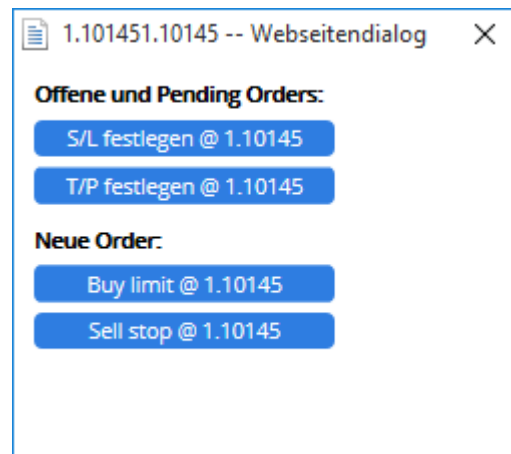 1.101451.10145 -- Webseitendialog
Offene und Pending Orders:
S/L festlegen @ 1.10145
T/P festlegen @ 1.10145
Neue Order:
Buy limit @ 1.10145
Sell stop @ 1.10145